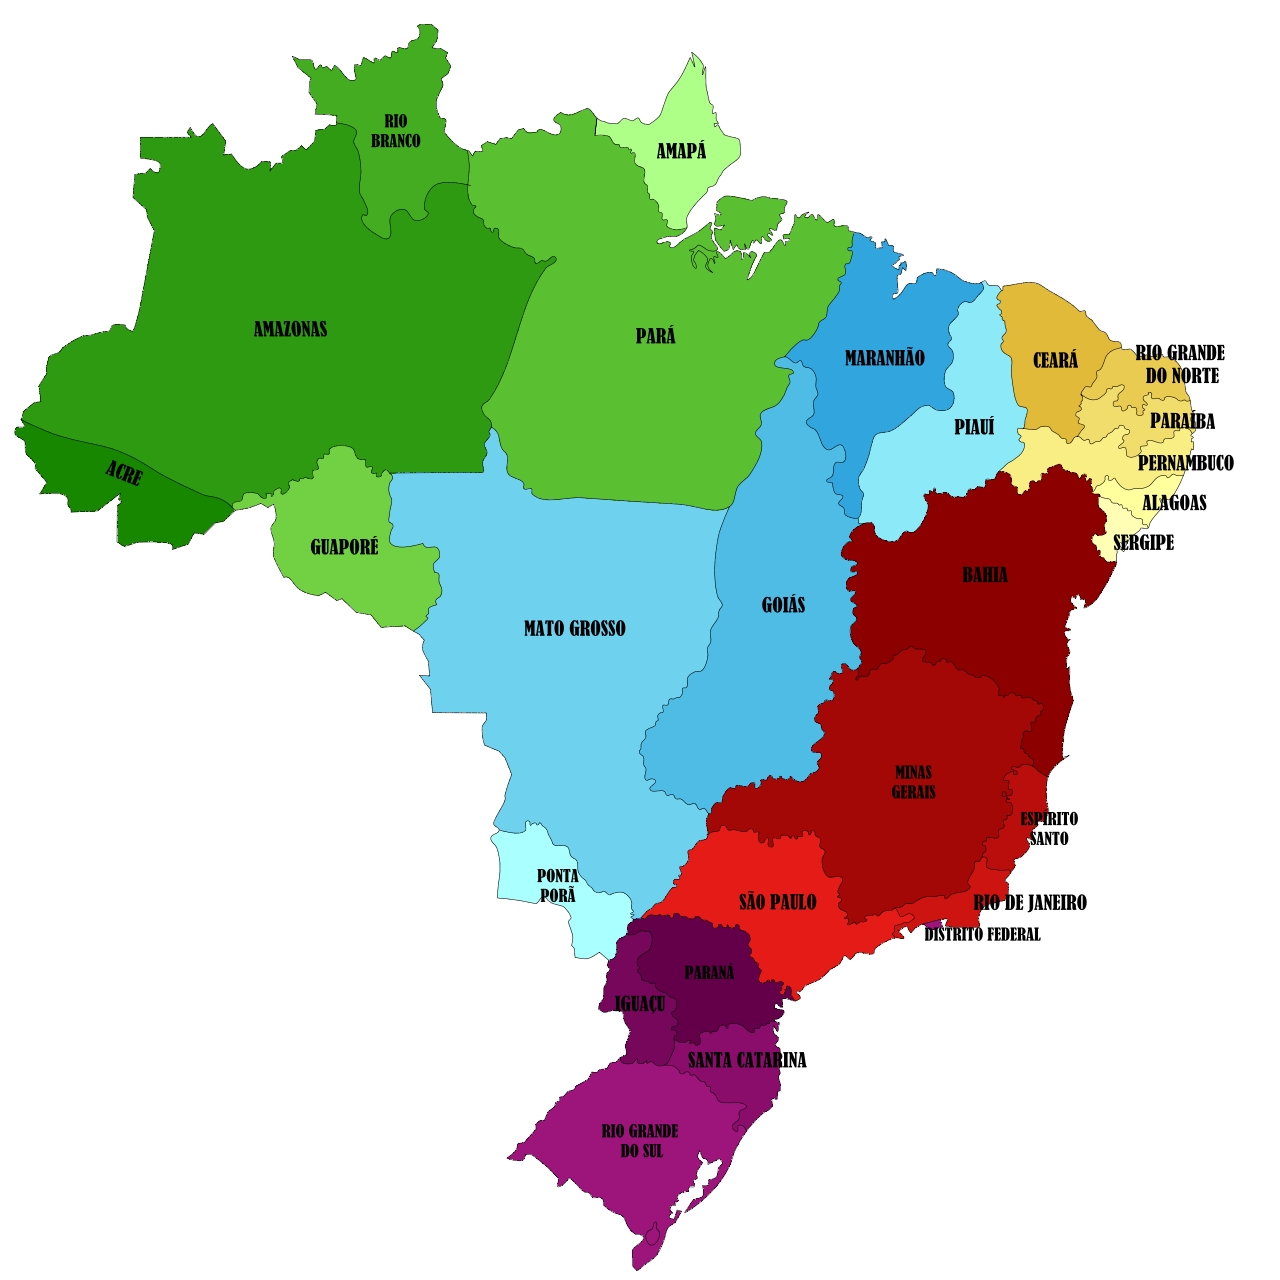 RIO
BRANCO
AMAPÁ
AMAZONAS
PARÁ
MARANHÃO
CEARÁ
RIO GRANDE
DO NORTE
PARAÍBA
PIAUÍ
PERNAMBUCO
ACRE
ALAGOAS
SERGIPE
GUAPORÉ
BAHIA
GOIÁS
MATO GROSSO
MINAS
GERAIS
ESPÍRITO
SANTO
PONTA
PORÃ
SÃO PAULO
RIO DE JANEIRO
DISTRITO FEDERAL
PARANÁ
IGUAÇU
SANTA CATARINA
RIO GRANDE
DO SUL